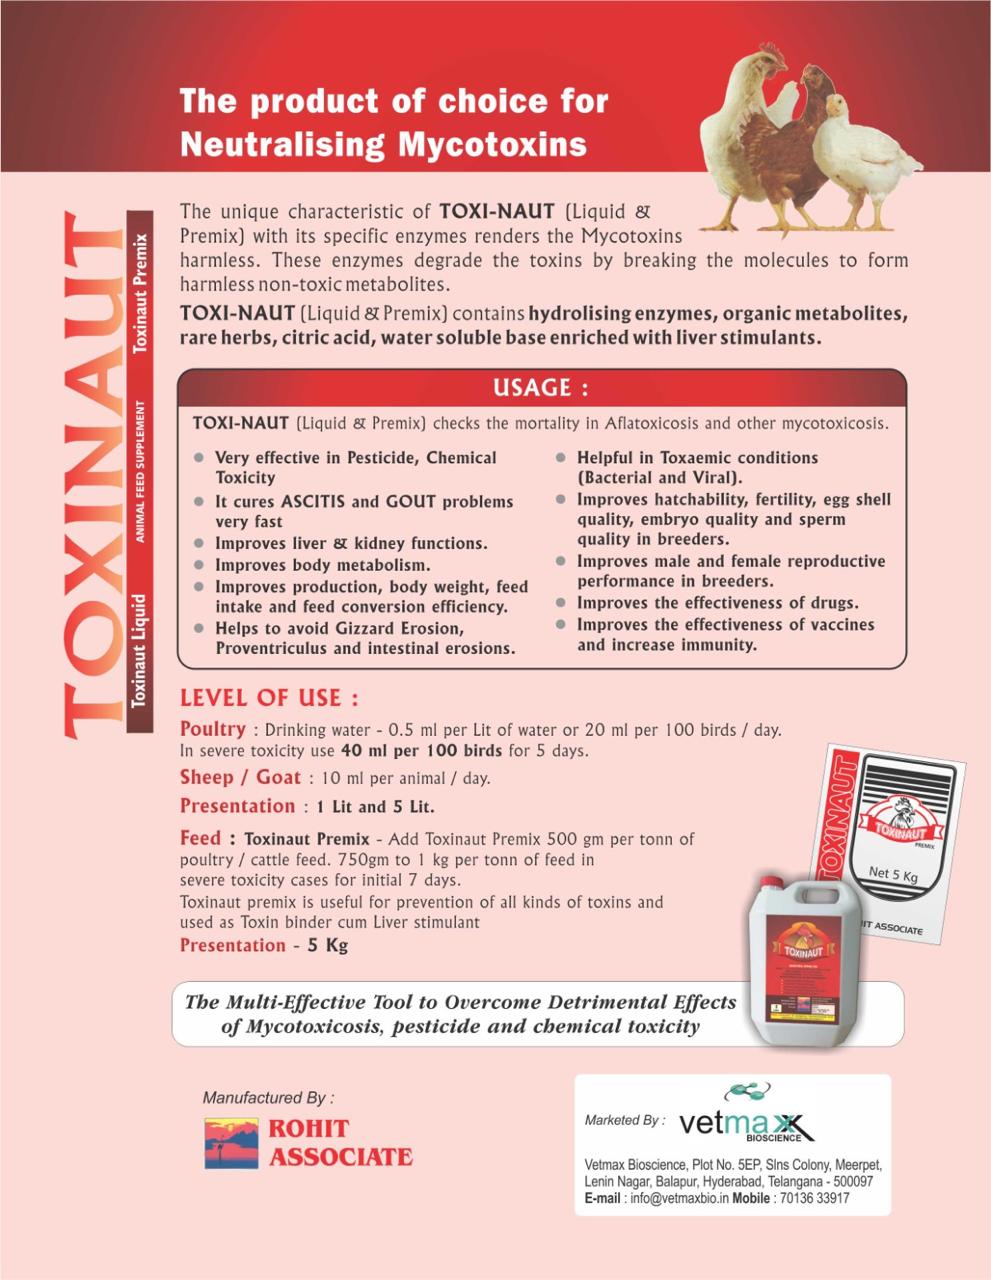 The product of choice for
Neutralising Mycotoxins
TOXINAUT
Toxinaut Liquid ANIMAL FEED SUPPLEMENT Toxinaut Premix
The unique characteristic of TOXI-NAUT (Liquid &
Premix) with its specific enzymes renders the Mycotoxins
harmless. These enzymes degrade the toxins by breaking the molecules to form
harmless non-toxic metabolites.
TOXI-NAUT (Liquid & Premix) contains hydrolising enzymes, organic metabolites,
rare herbs, citric acid, water soluble base enriched with liver stimulants.
USAGE :
TOXI-NAUT (Liquid & Premix) checks the mortality in Aflatoxicosis and other mycotoxicosis.
Very effective in Pesticide, Chemical
Toxicity
It cures ASCITIS and GOUT problems
very fast
Improves liver & kidney functions.
Improves body metabolism.
Improves production, body weight, feed
intake and feed conversion efficiency.
Helps to avoid Gizzard Erosion,
Proventriculus and intestinal erosions.
Helpful in Toxaemic conditions
(Bacterial and Viral).
Improves hatchability, fertility, egg shell
quality, embryo quality and sperm
quality in breeders.
Improves male and female reproductive
performance in breeders.
Improves the effectiveness of drugs.
Improves the effectiveness of vaccines
and increase immunity.
LEVEL OF USE :
Poultry : Drinking water - 0.5 ml per Lit of water or 20 ml per 100 birds / day.
In severe toxicity use 40 ml per 100 birds for 5 days.
Sheep / Goat : 10 ml per animal / day.
Presentation : 1 Lit and 5 Lit.
Feed : Toxinaut Premix - Add Toxinaut Premix 500 gm per tonn of
poultry / cattle feed. 750gm to 1 kg per tonn of feed in
severe toxicity cases for initial 7 days.
Toxinaut premix is useful for prevention of all kinds of toxins and
used as Toxin binder cum Liver stimulant
Presentation - 5 Kg
TOXINAUT
TOXINAUT
PREMIX
Net 5 Kg
IT ASSOCIATE
TOXINAUT
The Multi-Effective Tool to Overcome Detrimental Effects
of Mycotoxicosis, pesticide and chemical toxicity
Manufactured By :
ROHIT
ASSOCIATE
Marketed By : vetmaxx
BIOSCIENCE
Vetmax Bioscience, Plot No. 5EP, Slns Colony, Meerpet,
Lenin Nagar, Balapur, Hyderabad, Telangana - 500097
E-mail : info@vetmaxbio.in Mobile : 70136 33917